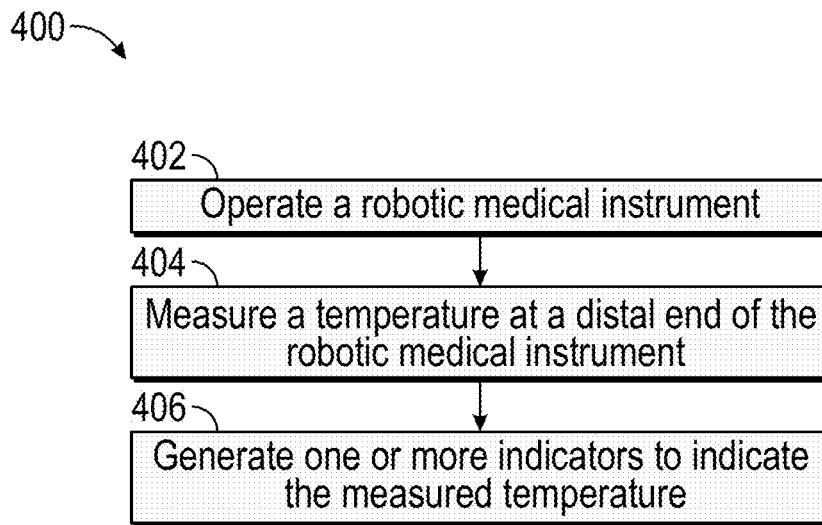 400
402
Operate a robotic medical instrument
404
Measure a temperature at a distal end of the
robotic medical instrument
406
Generate one or more indicators to indicate
the measured temperature